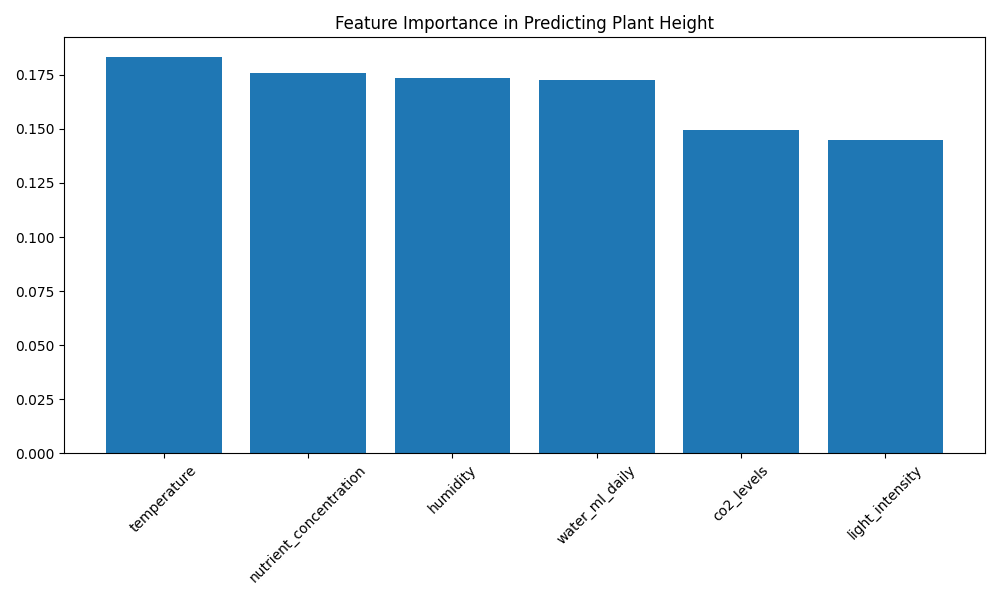 Feature Importance in Predicting Plant Height
0.175
0.150
0.125
0.100
0.075
0.050
0.025
0.000
temperature
nutrient_concentration
humidity
water_ml_daily
co2_levels
light_intensity